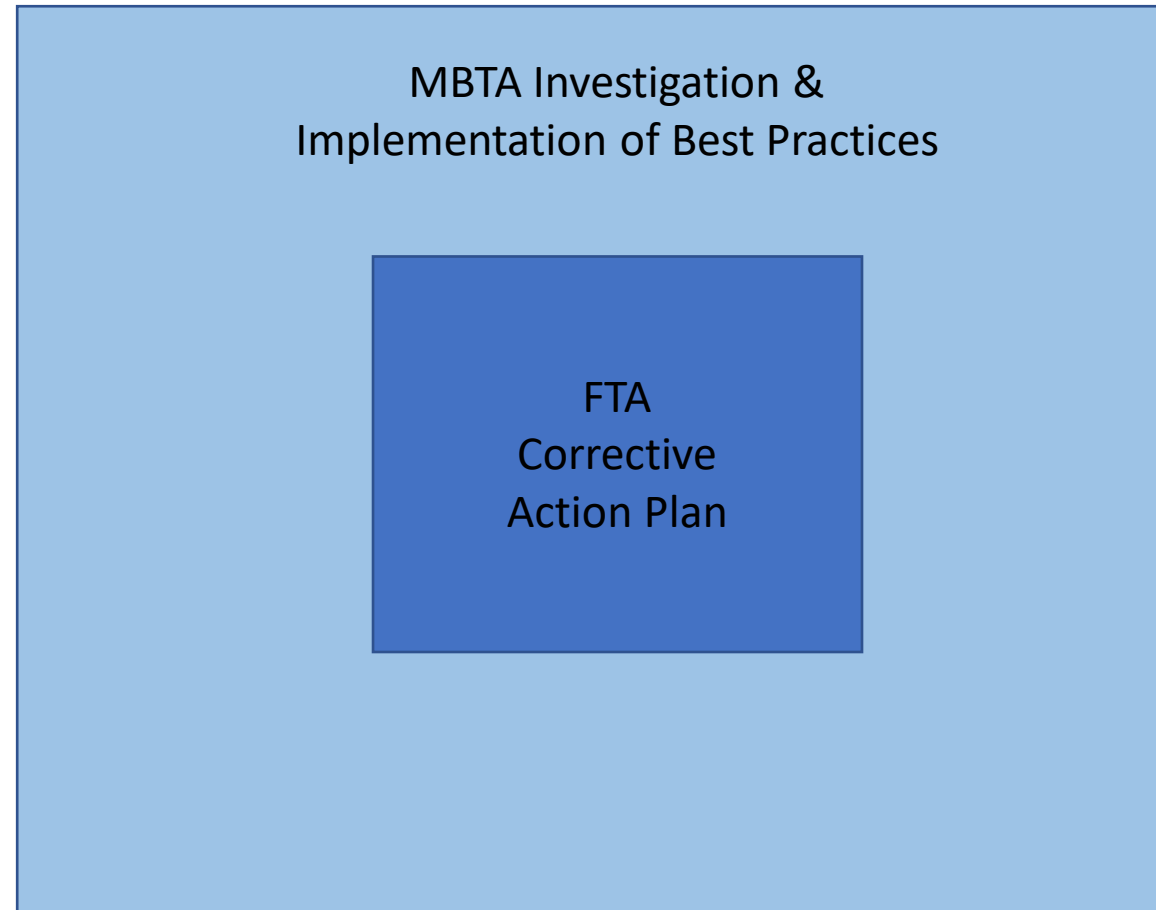 MBTA Investigation &
Implementation of Best Practices
FTA
Corrective
Action Plan